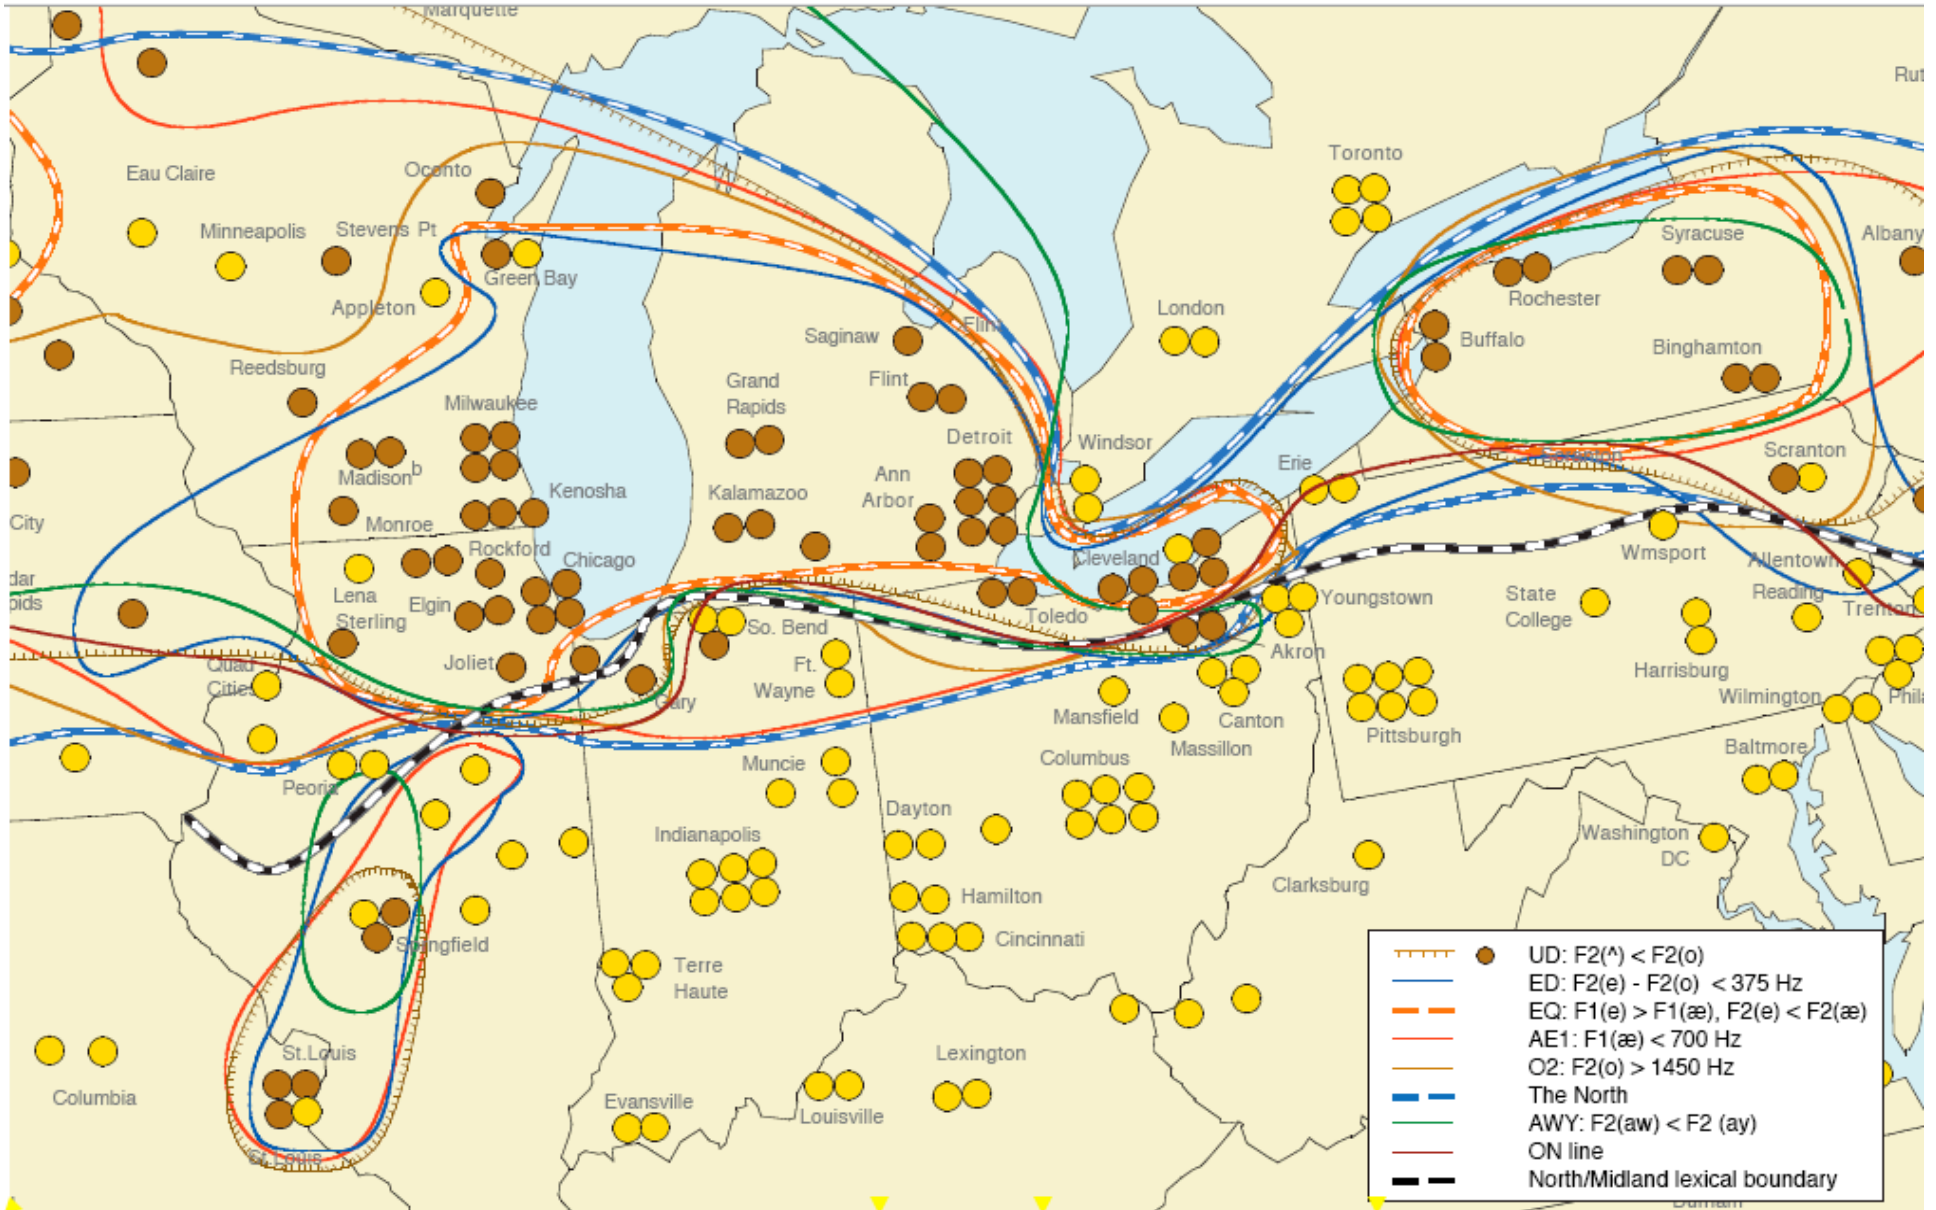 Marquette
Rut
Toronto
Eau Claire
Oconto
Minneapolis
Stevens Pt
Syracuse
Albany
Green Bay
Appleton
Rochester
London
Flint
Saginaw
Buffalo
Binghamton
Reedsburg
Grand
Rapids
Flint
Milwaukee
Detroit
Windsor
Madison
b
Ann
Arbor
Erie
Scranton
Scranton
Kenosha
Kalamazoo
City
Monroe
Rockford
Chicago
Cleveland
Wmsport
Allentown
dar
pids
Lena
Elgin
Sterling
Toledo
Youngstown
State
College
Reading
Trenton
So. Bend
Joliet
Quad
Cities
Ft.
Wayne
Akron
Harrisburg
Gary
Mansfield
Canton
Wilmington
Phila
Massillon
Pittsburgh
Baltmore
Peoria
Muncie
Columbus
Dayton
Indianapolis
Washington
DC
Clarksburg
Hamilton
Springfield
Cincinnati
Terre
Haute
St.Louis
Lexington
Columbia
Evansville
Louisville
St.Louis
UD: F2(^) < F2(o)
ED: F2(e) - F2(o) < 375 Hz
EQ: F1(e) > F1(æ), F2(e) < F2(æ)
AE1: F1(æ) < 700 Hz
O2: F2(o) > 1450 Hz
The North
AWY: F2(aw) < F2 (ay)
ON line
North/Midland lexical boundary
Durham